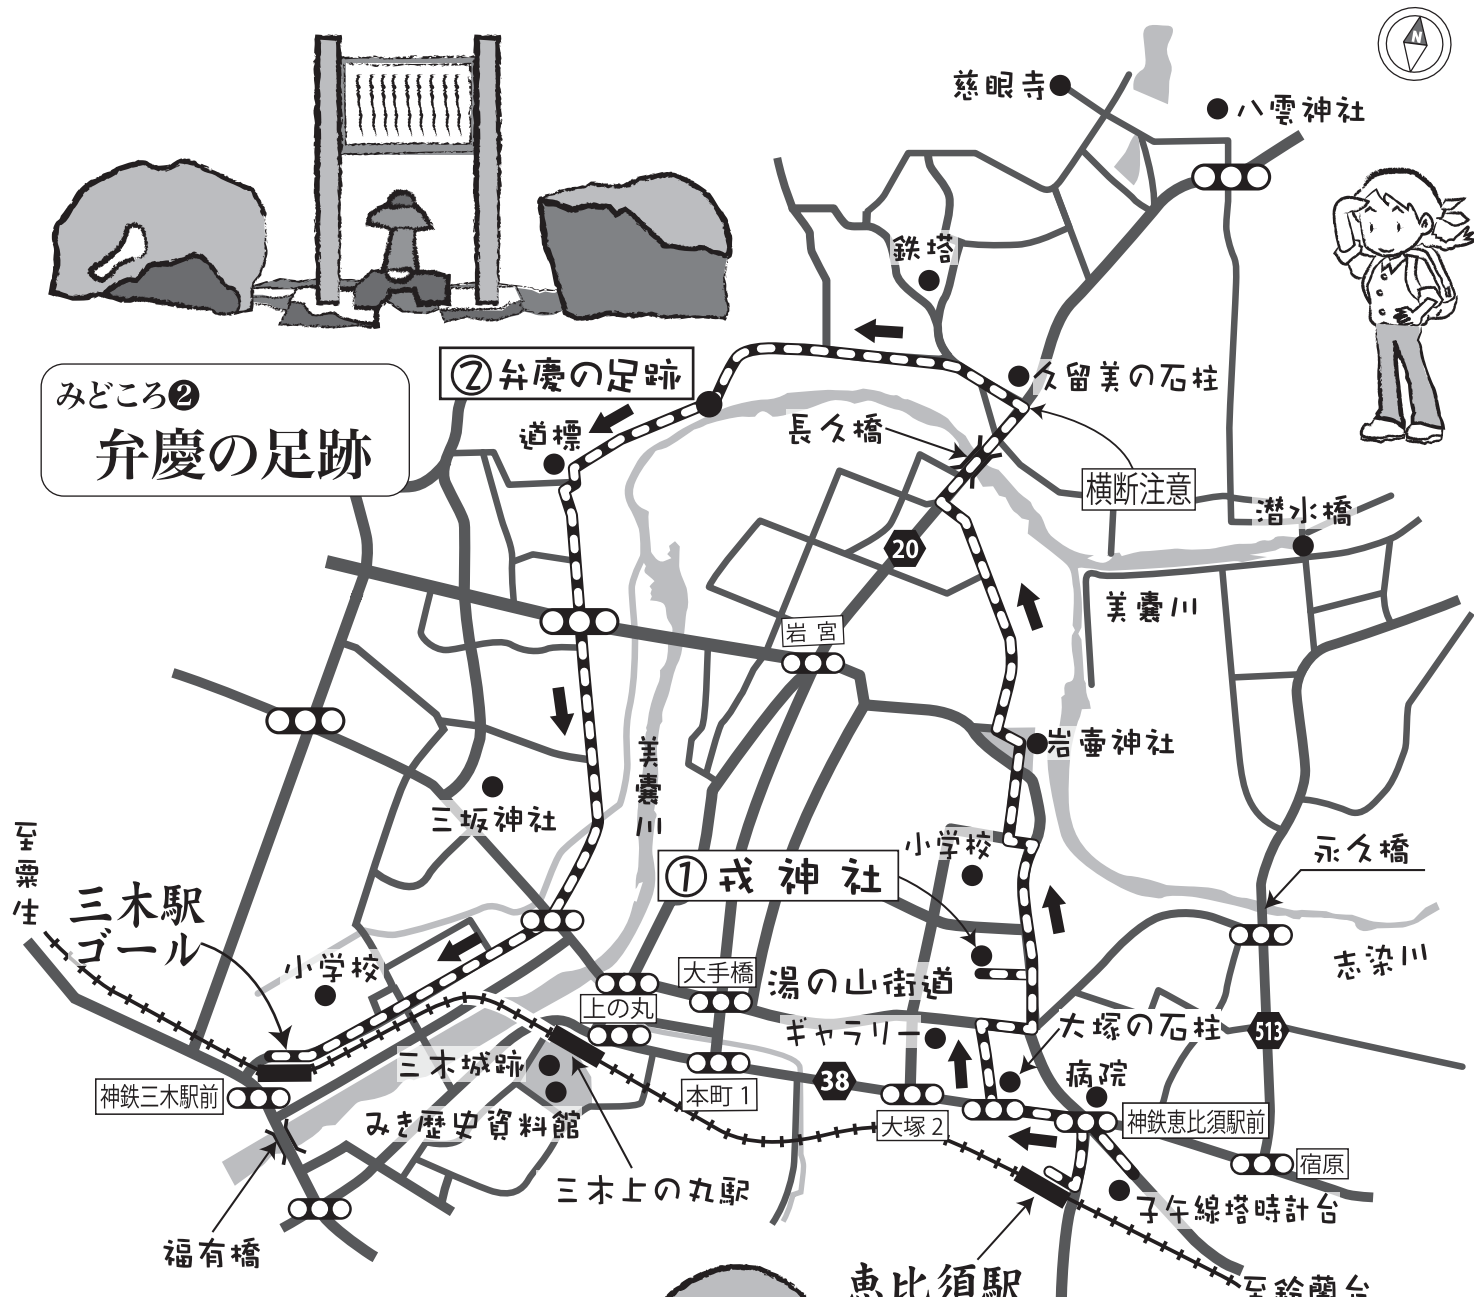 N
慈眼寺
八雲神社
鉄塔
②弁慶の足跡
久留美の石柱
みどころ❷
弁慶の足跡
道標
長久橋
横断注意
潜水橋
20
美嚢川
岩宮
岩壷神社
美嚢川
三坂神社
至粟生
小学校
永久橋
①戎神社
三木駅
ゴール
小学校
志染川
大手橋
湯の山街道
上の丸
ギャラリー
大塚の石柱
513
三木城跡
病院
38
神鉄三木駅前
本町1
みき歴史資料館
大塚2
神鉄恵比須駅前
宿原
三木上の丸駅
子午線塔時計台
福有橋
恵比須駅
至鈴蘭台